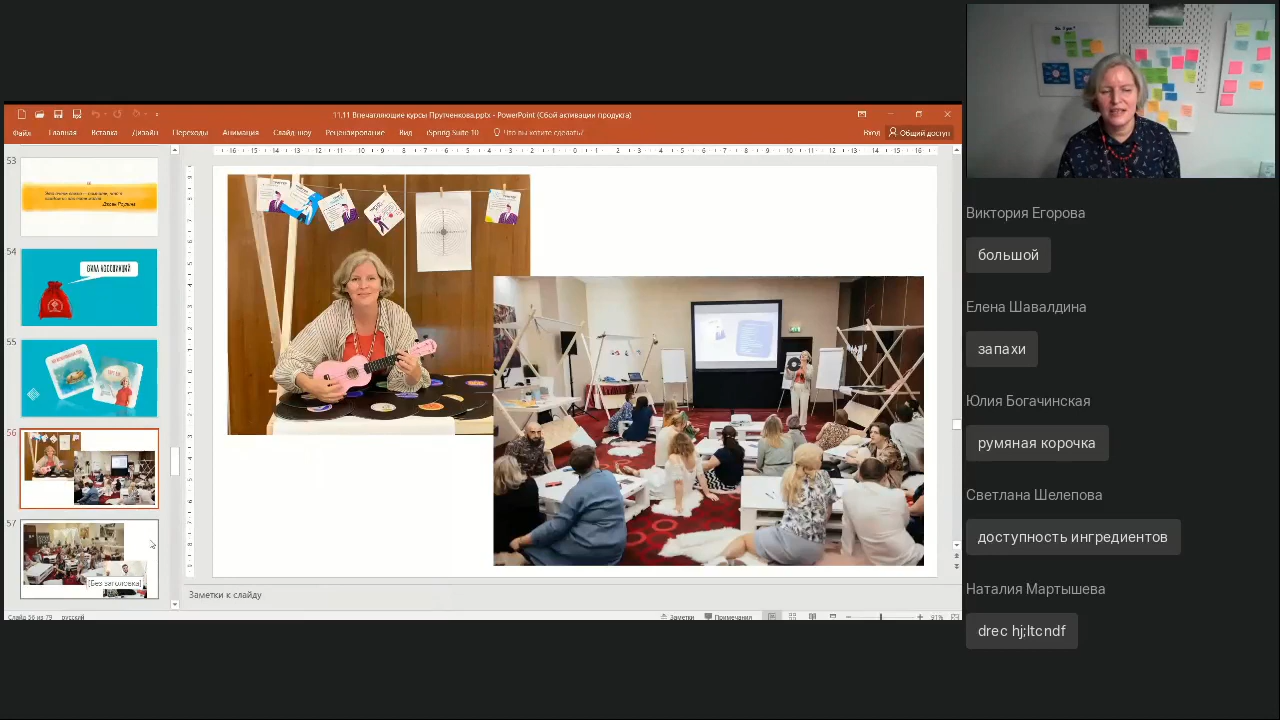 11.11 Впечатляющие курсы Прутченкова.pptx - PowerPoint (Сбой активации продукта)
Файл Главная Вставка Дизайн Переходы Анимация Слайд-шоу Рецензирование Вид iSpring Suite 10 Что вы хотите сделать? Вход Общий доступ
53
54
55
56
57
[Без заголовка]
Заметки к слайду
Слайд 56 из 79 русский Заметки Примечания 91%
Виктория Егорова
большой
Елена Шавалдина
запахи
Юлия Богачинская
румяная корочка
Светлана Шелепова
доступность ингредиентов
Наталия Мартышева
drec hj;ltcndf